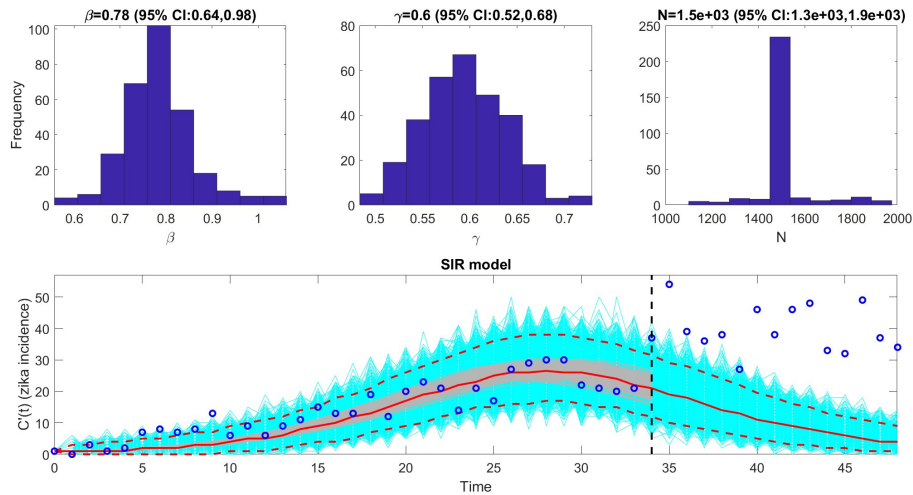 β=0.78 (95% CI:0.64,0.98)
γ=0.6 (95% CI:0.52,0.68)
N=1.5e+03 (95% CI:1.3e+03,1.9e+03)
Frequency
100
80
60
40
20
0
0.6 0.7 0.8 0.9 1
β
80
60
40
20
0
0.5 0.55 0.6 0.65 0.7
γ
250
200
150
100
50
0
1000 1200 1400 1600 1800 2000
N
SIR model
C'(t) (zika incidence)
50
40
30
20
10
0
0 5 10 15 20 25 30 35 40 45
Time